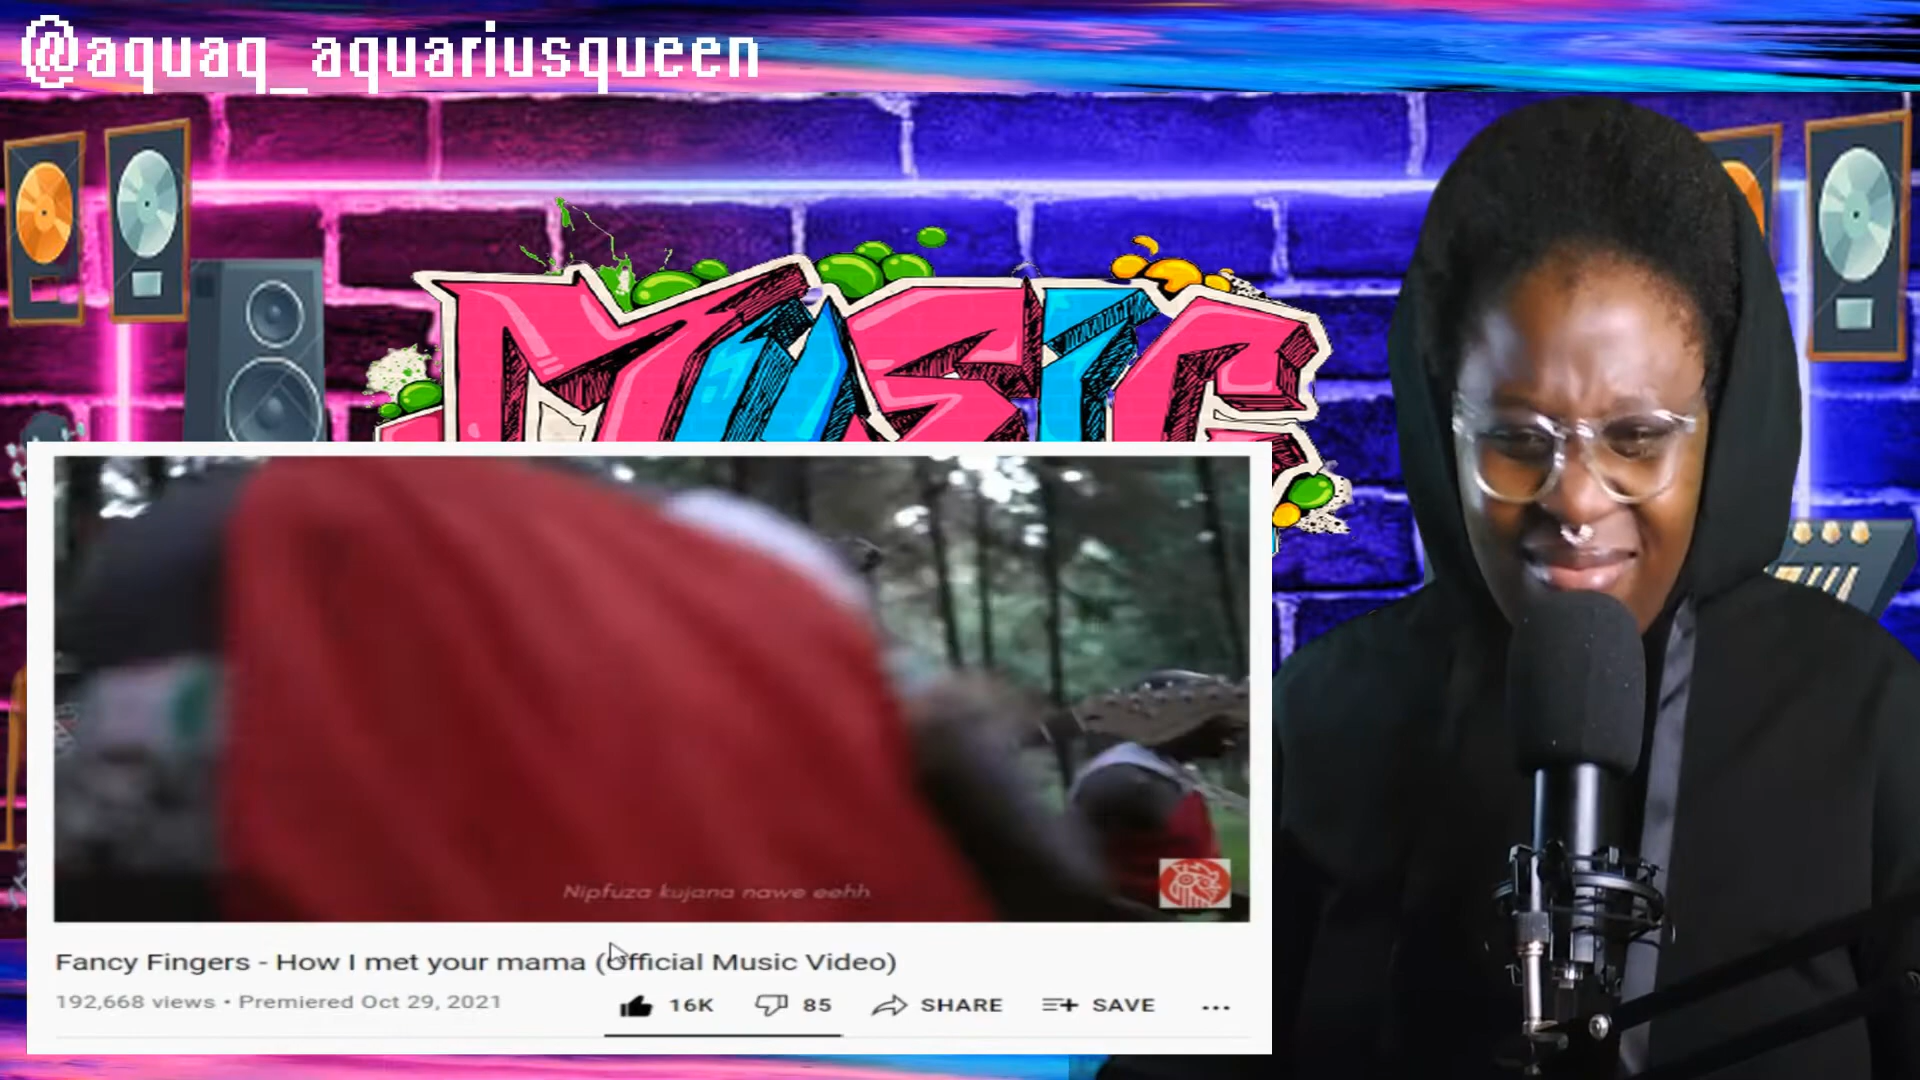 @aquaq_aquariusqueen
MUSIC
Nipfuza kujana nawe eehh
Fancy Fingers - How I met your mama (Official Music Video)
192,668 views • Premiered Oct 29, 2021
16K 85 SHARE SAVE ...